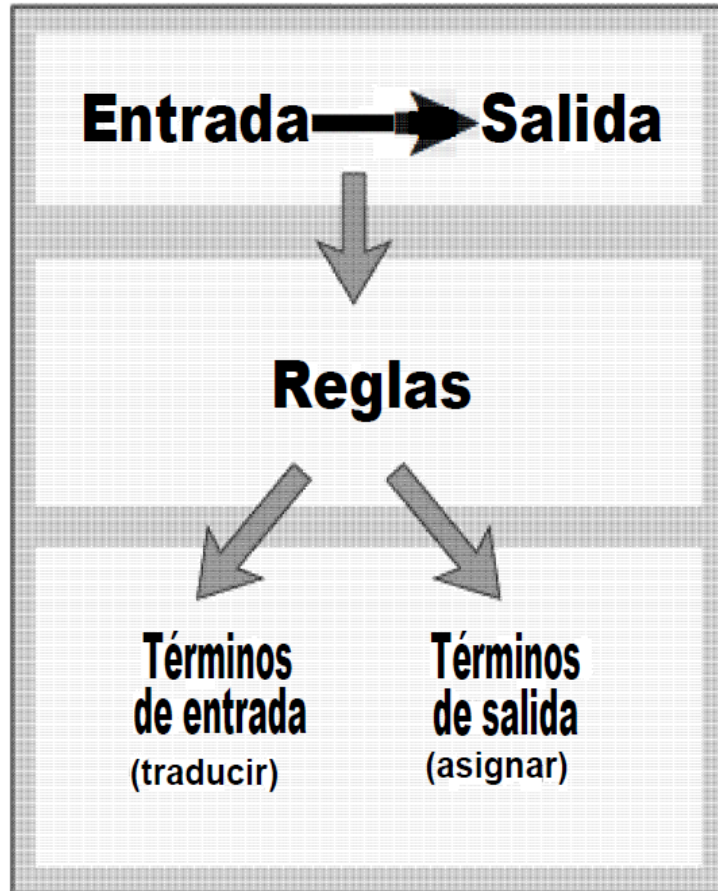 Entrada Salida
Reglas
Términos
de entrada
(traducir)
Términos
de salida
(asignar)